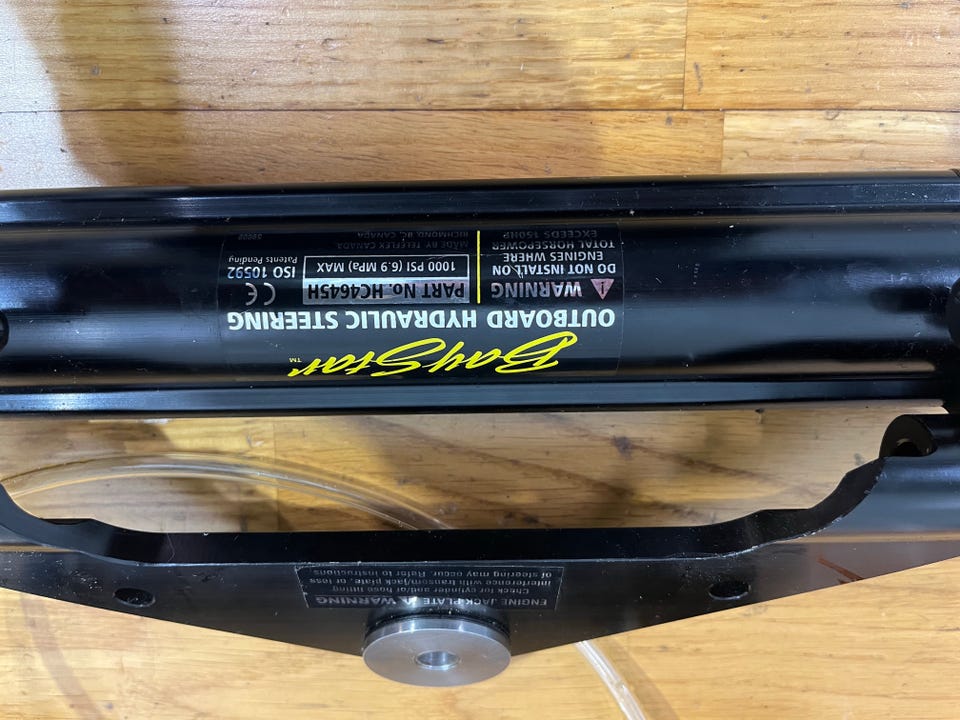 BayStar™
OUTBOARD HYDRAULIC STEERING
⚠ WARNING
DO NOT INSTALL ON
ENGINES WHERE
TOTAL HORSEPOWER
EXCEEDS 150HP
PART No. HC4645H
1000 PSI (6.9 MPa) MAX
MADE BY TELEFLEX CANADA
RICHMOND, BC, CANADA
CE
ISO 10592
Patents Pending
ENGINE JACK PLATE ⚠ WARNING
Check for cylinder and/or hose fitting
interference with transom/jack plate, or loss
of steering may occur. Refer to instructions